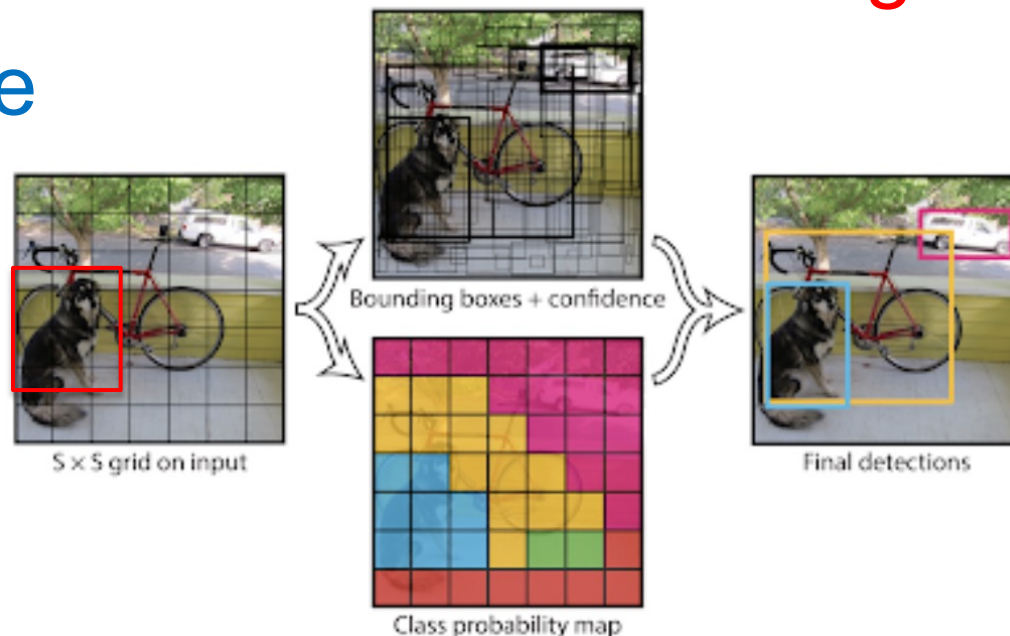 e
Bounding boxes + confidence
S × S grid on input
Final detections
Class probability map